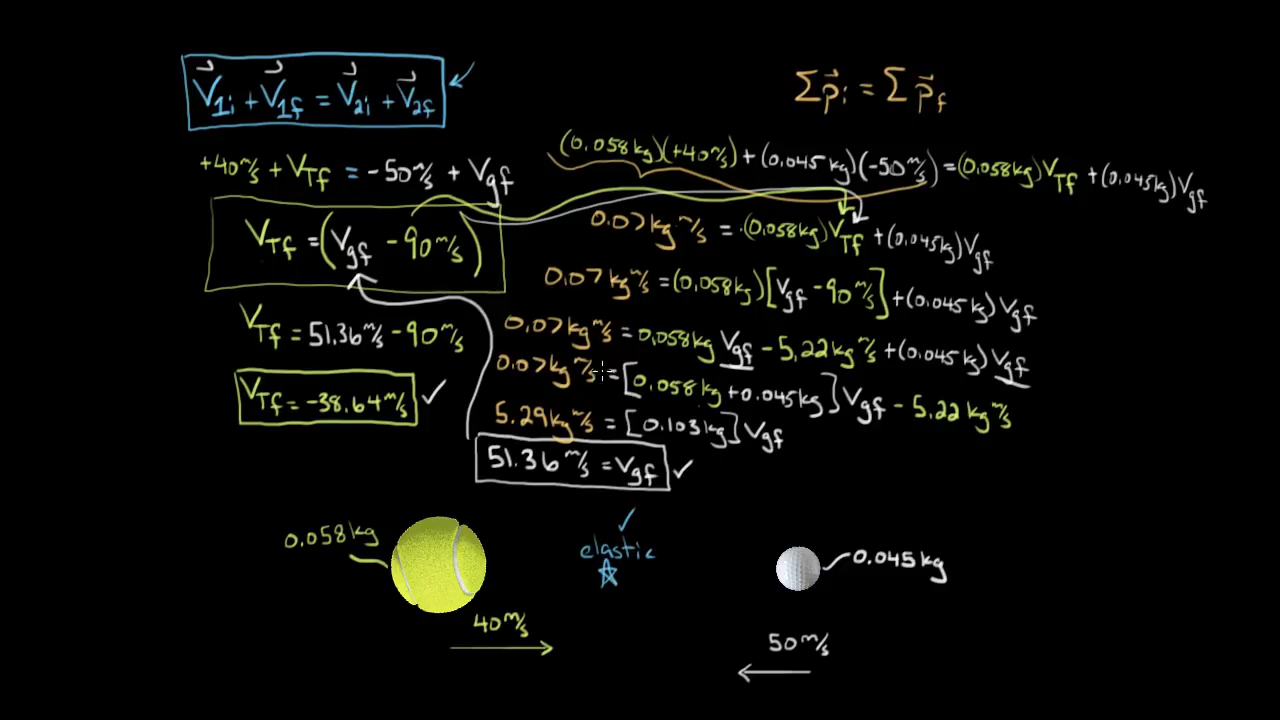 V⃗1i + V⃗1f = V⃗2i + V⃗2f
Σp⃗i = Σp⃗f
(0.058kg)(+40m/s) + (0.045kg)(-50m/s) = (0.058kg)VTf + (0.045kg)Vgf
+40m/s + VTf = -50m/s + Vgf
0.07kg m/s = (0.058kg)VTf + (0.045kg)Vgf
VTf = (Vgf - 90m/s)
0.07kg m/s = (0.058kg)[Vgf - 90m/s] + (0.045kg)Vgf
VTf = 51.36m/s - 90m/s
0.07kg m/s = 0.058kg Vgf - 5.22kg m/s + (0.045kg)Vgf
0.07kg m/s = [0.058kg + 0.045kg]Vgf - 5.22kg m/s
VTf = -38.64m/s ✓
5.29kg m/s = [0.103kg]Vgf
51.36m/s = Vgf ✓
0.058kg
elastic
0.045kg
40m/s
50m/s